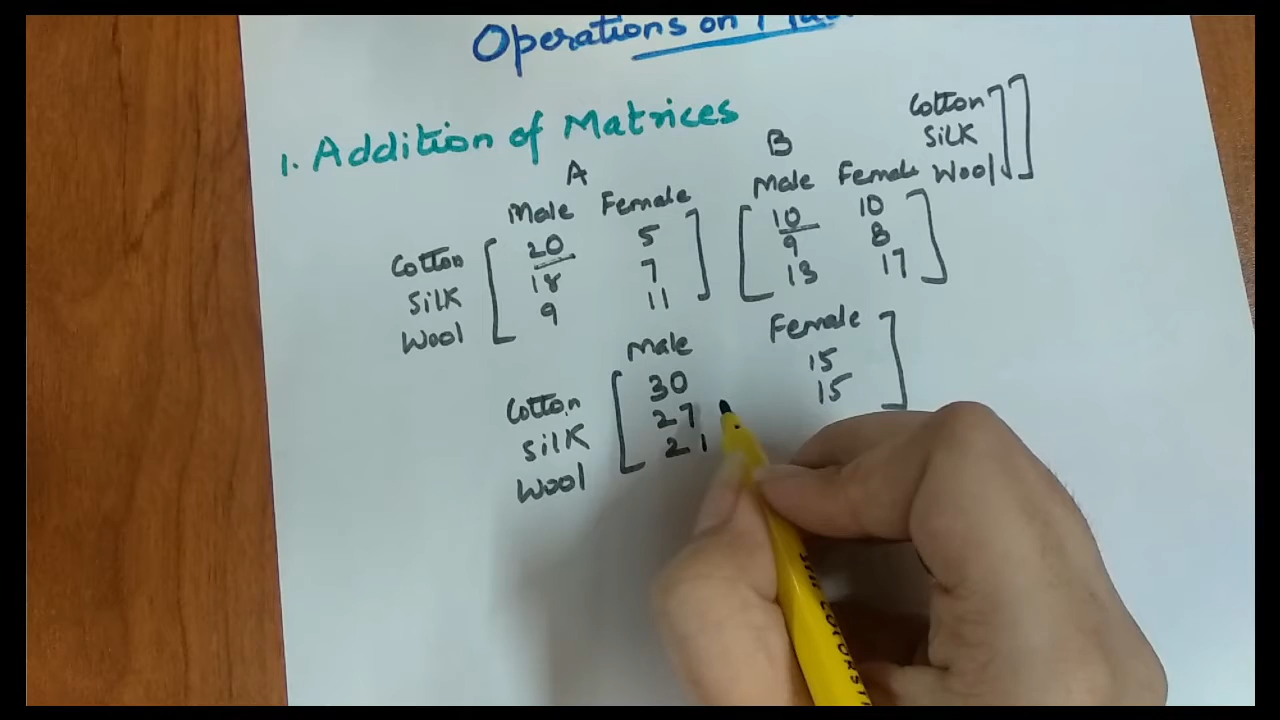 Operations on
1. Addition of Matrices
A B
Male Female Male Female
Cotton 20 5 10 10 Cotton
Silk 18 7 9 8 Silk
Wool 9 11 13 17 Wool
Male Female
Cotton 30 15
Silk 27 15
Wool 21